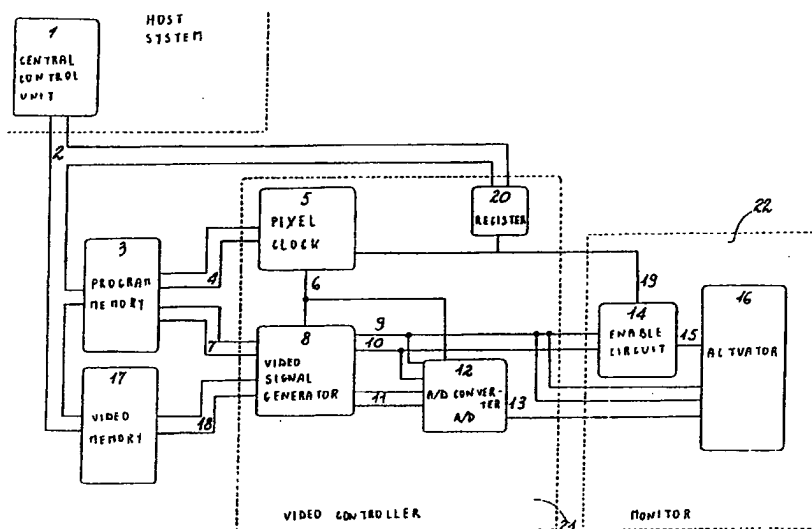 HOST
SYSTEM
1
CENTRAL
CONTROL
UNIT
2
5
PIXEL
CLOCK
20
REGISTER
22
3
PROGRAM
MEMORY
4
6
19
7
8
VIDEO
SIGNAL
GENERATOR
9
10
11
12
A/D CONVER-
TER
A/D
13
14
ENABLE
CIRCUIT
15
16
ACTUATOR
17
VIDEO
MEMORY
18
VIDEO CONTROLLER
21
MONITOR